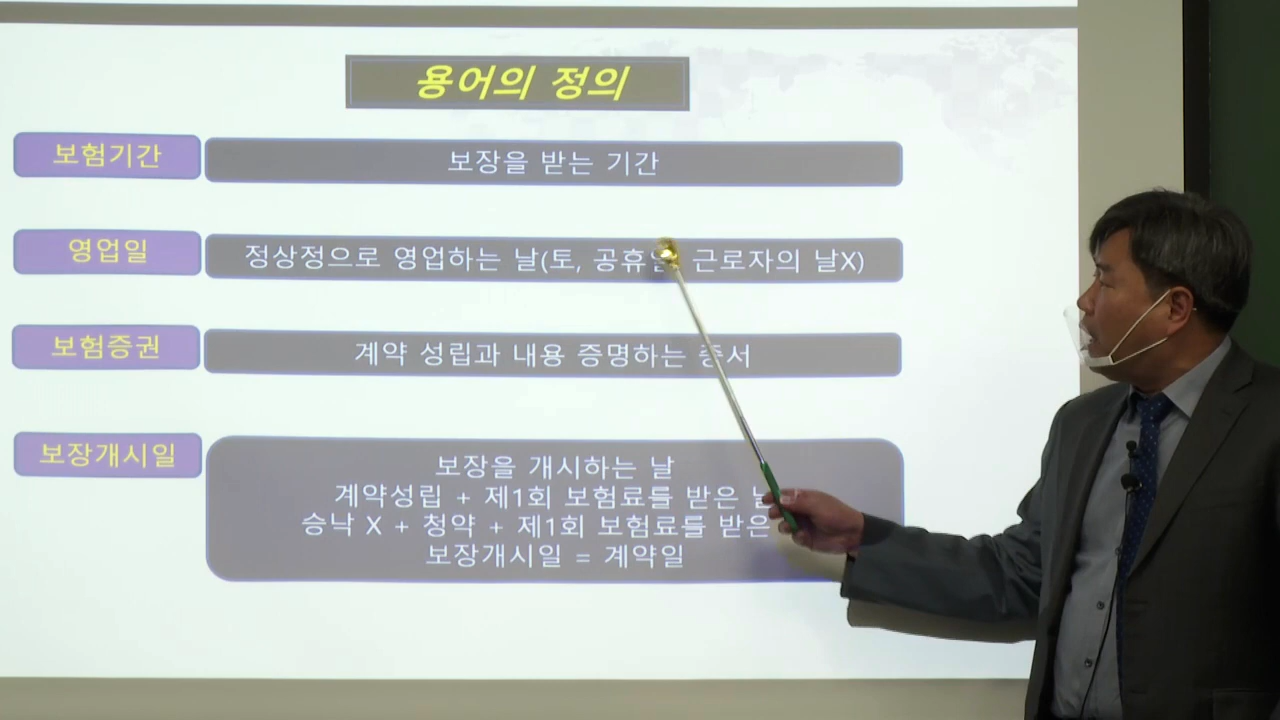 용어의 정의
보험기간
보장을 받는 기간
영업일
정상정으로 영업하는 날(토, 근로자의 날X)
보험증권
계약 성립과 내용 증명하는 증서
보장개시일
보장을 개시하는 날
계약성립 + 제1회 보험료를 받은
승낙 X + 청약 + 제1회 보험료를 받은
보장개시일 = 계약일